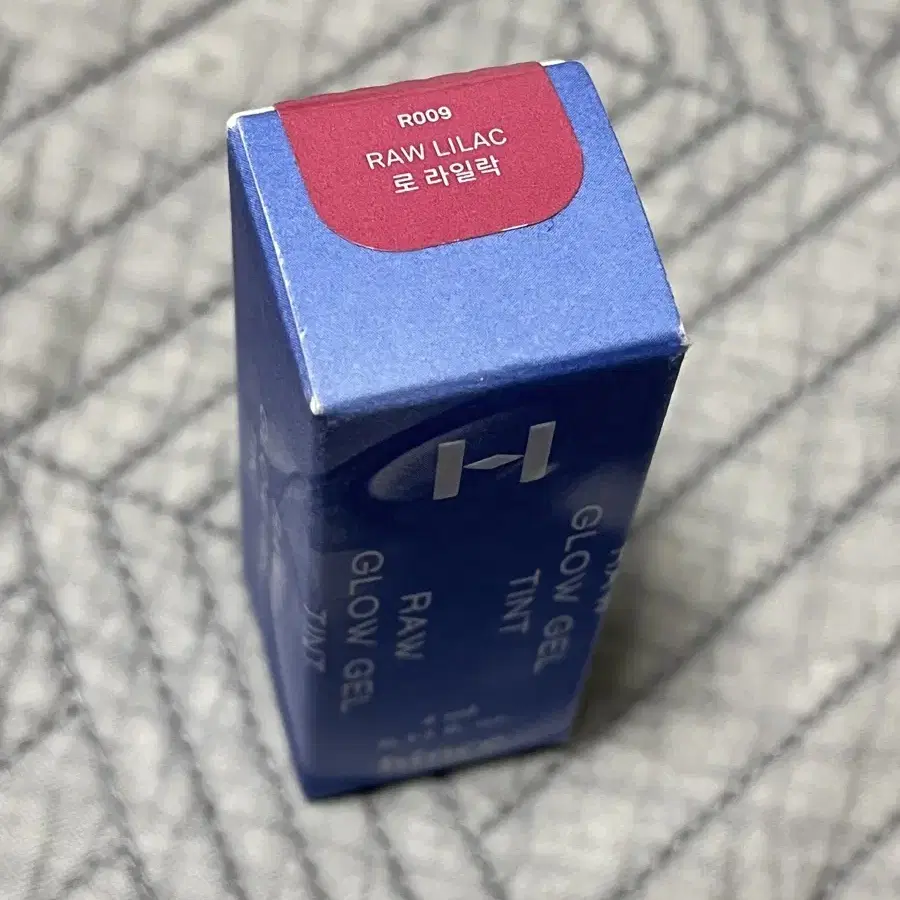 R009
RAW LILAC
로 라일락
H
RAW
GLOW GEL
TINT
RAW
GLOW GEL
TINT